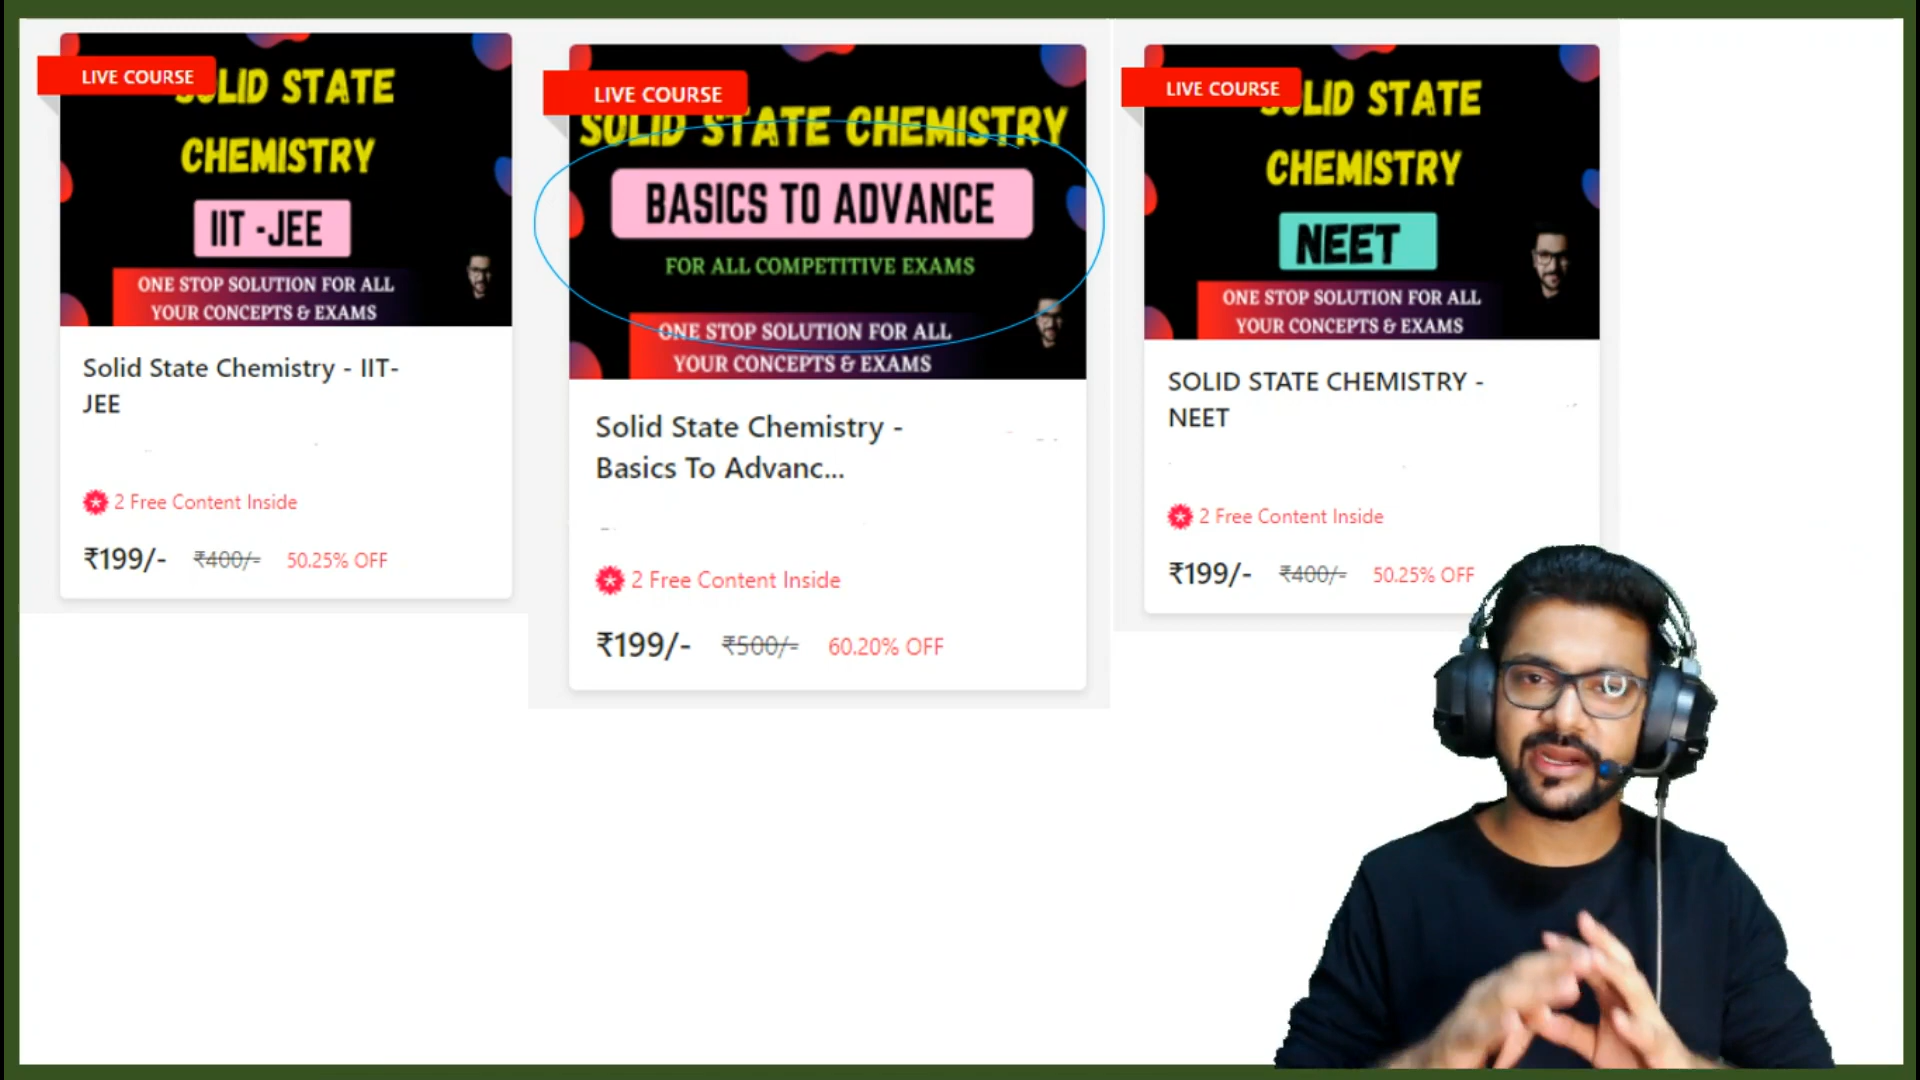 LIVE COURSE
SOLID STATE
CHEMISTRY
IIT -JEE
ONE STOP SOLUTION FOR ALL
YOUR CONCEPTS & EXAMS
Solid State Chemistry - IIT-
JEE
2 Free Content Inside
₹199/- ₹400/- 50.25% OFF
LIVE COURSE
SOLID STATE CHEMISTRY
BASICS TO ADVANCE
FOR ALL COMPETITIVE EXAMS
ONE STOP SOLUTION FOR ALL
YOUR CONCEPTS & EXAMS
Solid State Chemistry -
Basics To Advanc...
2 Free Content Inside
₹199/- ₹500/- 60.20% OFF
LIVE COURSE
SOLID STATE
CHEMISTRY
NEET
ONE STOP SOLUTION FOR ALL
YOUR CONCEPTS & EXAMS
SOLID STATE CHEMISTRY -
NEET
2 Free Content Inside
₹199/- ₹400/- 50.25% OFF